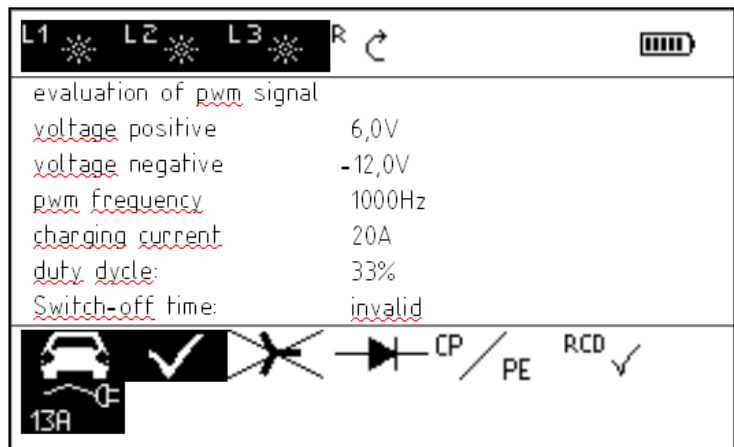 L1 L2 L3 R
evaluation of pwm signal
voltage positive 6,0V
voltage negative -12,0V
pwm frequency 1000Hz
charging current 20A
duty dycle: 33%
Switch-off time: invalid
CP/PE RCD
13A